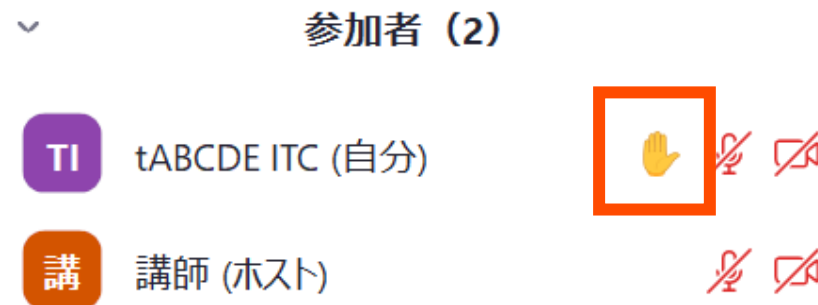 参加者（2）
TI tABCDE ITC (自分)
講 講師 (ホスト)